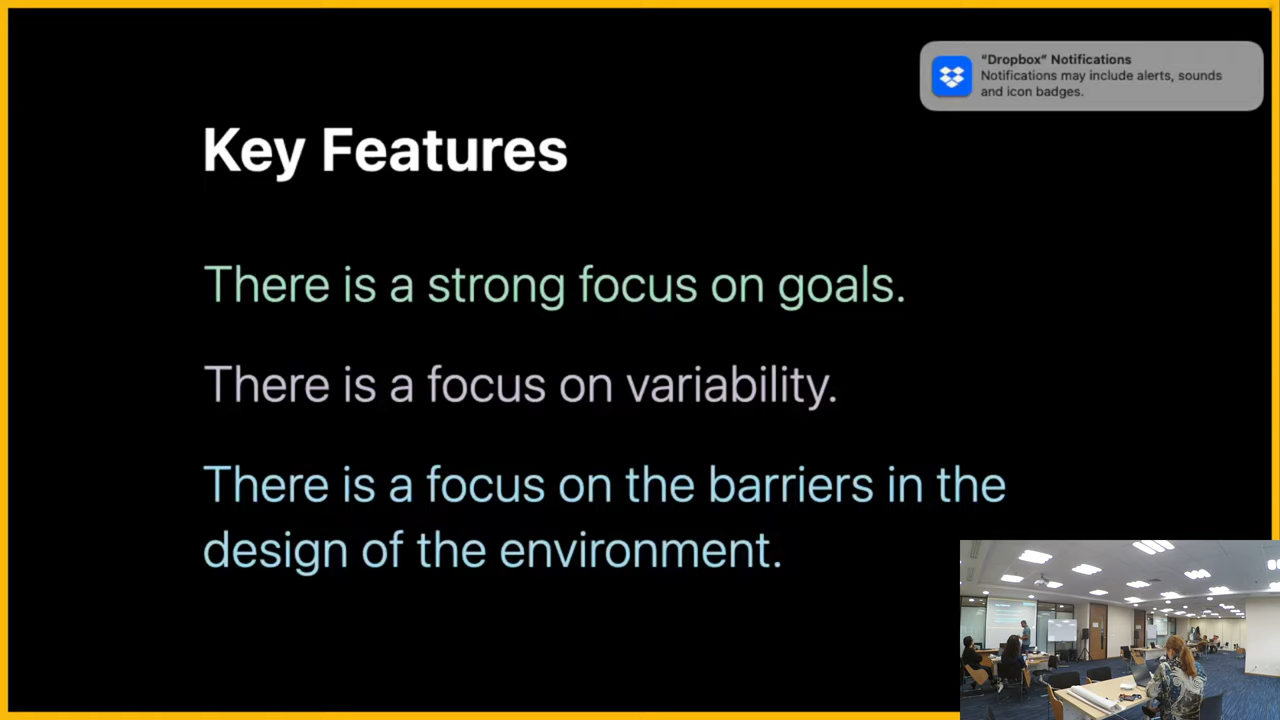 “Dropbox” Notifications
Notifications may include alerts, sounds
and icon badges.
Key Features
There is a strong focus on goals.
There is a focus on variability.
There is a focus on the barriers in the
design of the environment.